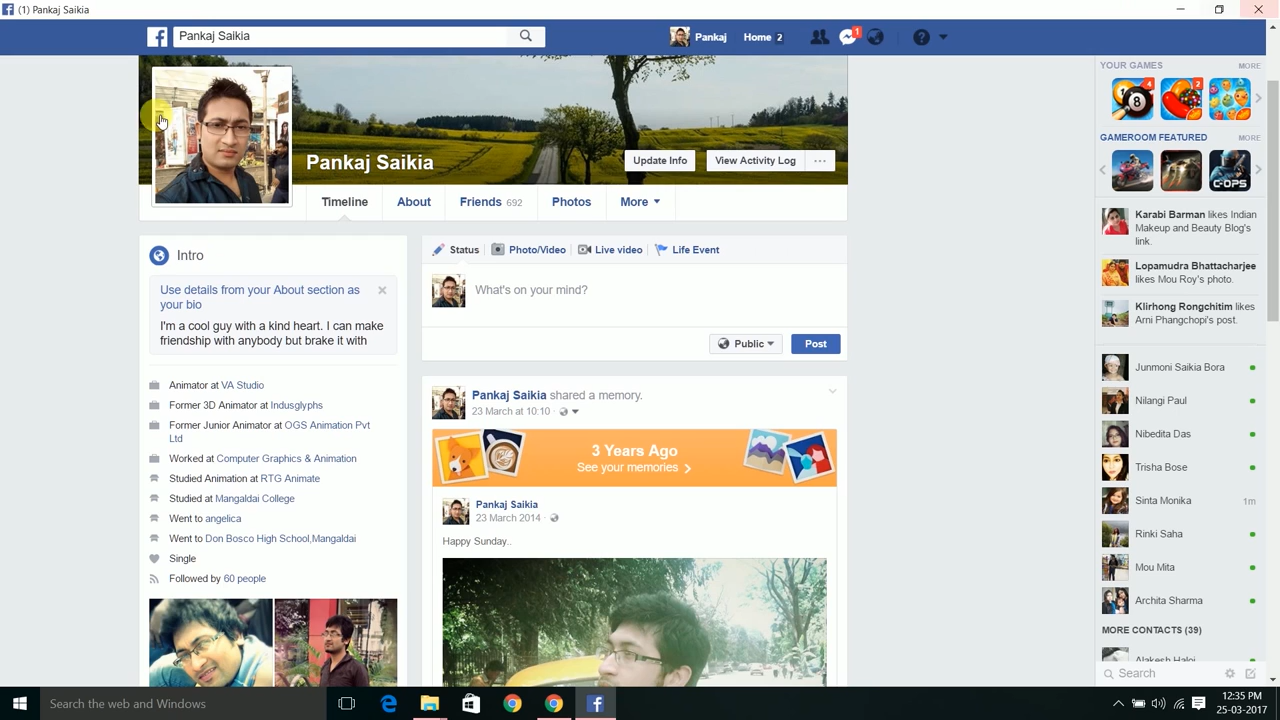 (1) Pankaj Saikia
Pankaj Saikia
Pankaj
Home 2
1
Pankaj Saikia
Update Info
View Activity Log
Timeline
About
Friends 692
Photos
More
Intro
Use details from your About section as
your bio
I'm a cool guy with a kind heart. I can make
friendship with anybody but brake it with
Animator at VA Studio
Former 3D Animator at Indusglyphs
Former Junior Animator at OGS Animation Pvt
Ltd
Worked at Computer Graphics & Animation
Studied Animation at RTG Animate
Studied at Mangaldai College
Went to angelica
Went to Don Bosco High School,Mangaldai
Single
Followed by 60 people
Status
Photo/Video
Live video
Life Event
What's on your mind?
Public
Post
Pankaj Saikia shared a memory.
23 March at 10:10 ·
3 Years Ago
See your memories
Pankaj Saikia
23 March 2014 ·
Happy Sunday..
YOUR GAMES
MORE
8
4
2
GAMEROOM FEATURED
MORE
C-OPS
Karabi Barman likes Indian
Makeup and Beauty Blog's
link.
Lopamudra Bhattacharjee
likes Mou Roy's photo.
Klirhong Rongchitim likes
Arni Phangchopi's post.
Junmoni Saikia Bora
Nilangi Paul
Nibedita Das
Trisha Bose
Sinta Monika 1m
Rinki Saha
Mou Mita
Archita Sharma
MORE CONTACTS (39)
Alakesh Haloi
Search
Search the web and Windows
12:35 PM
25-03-2017